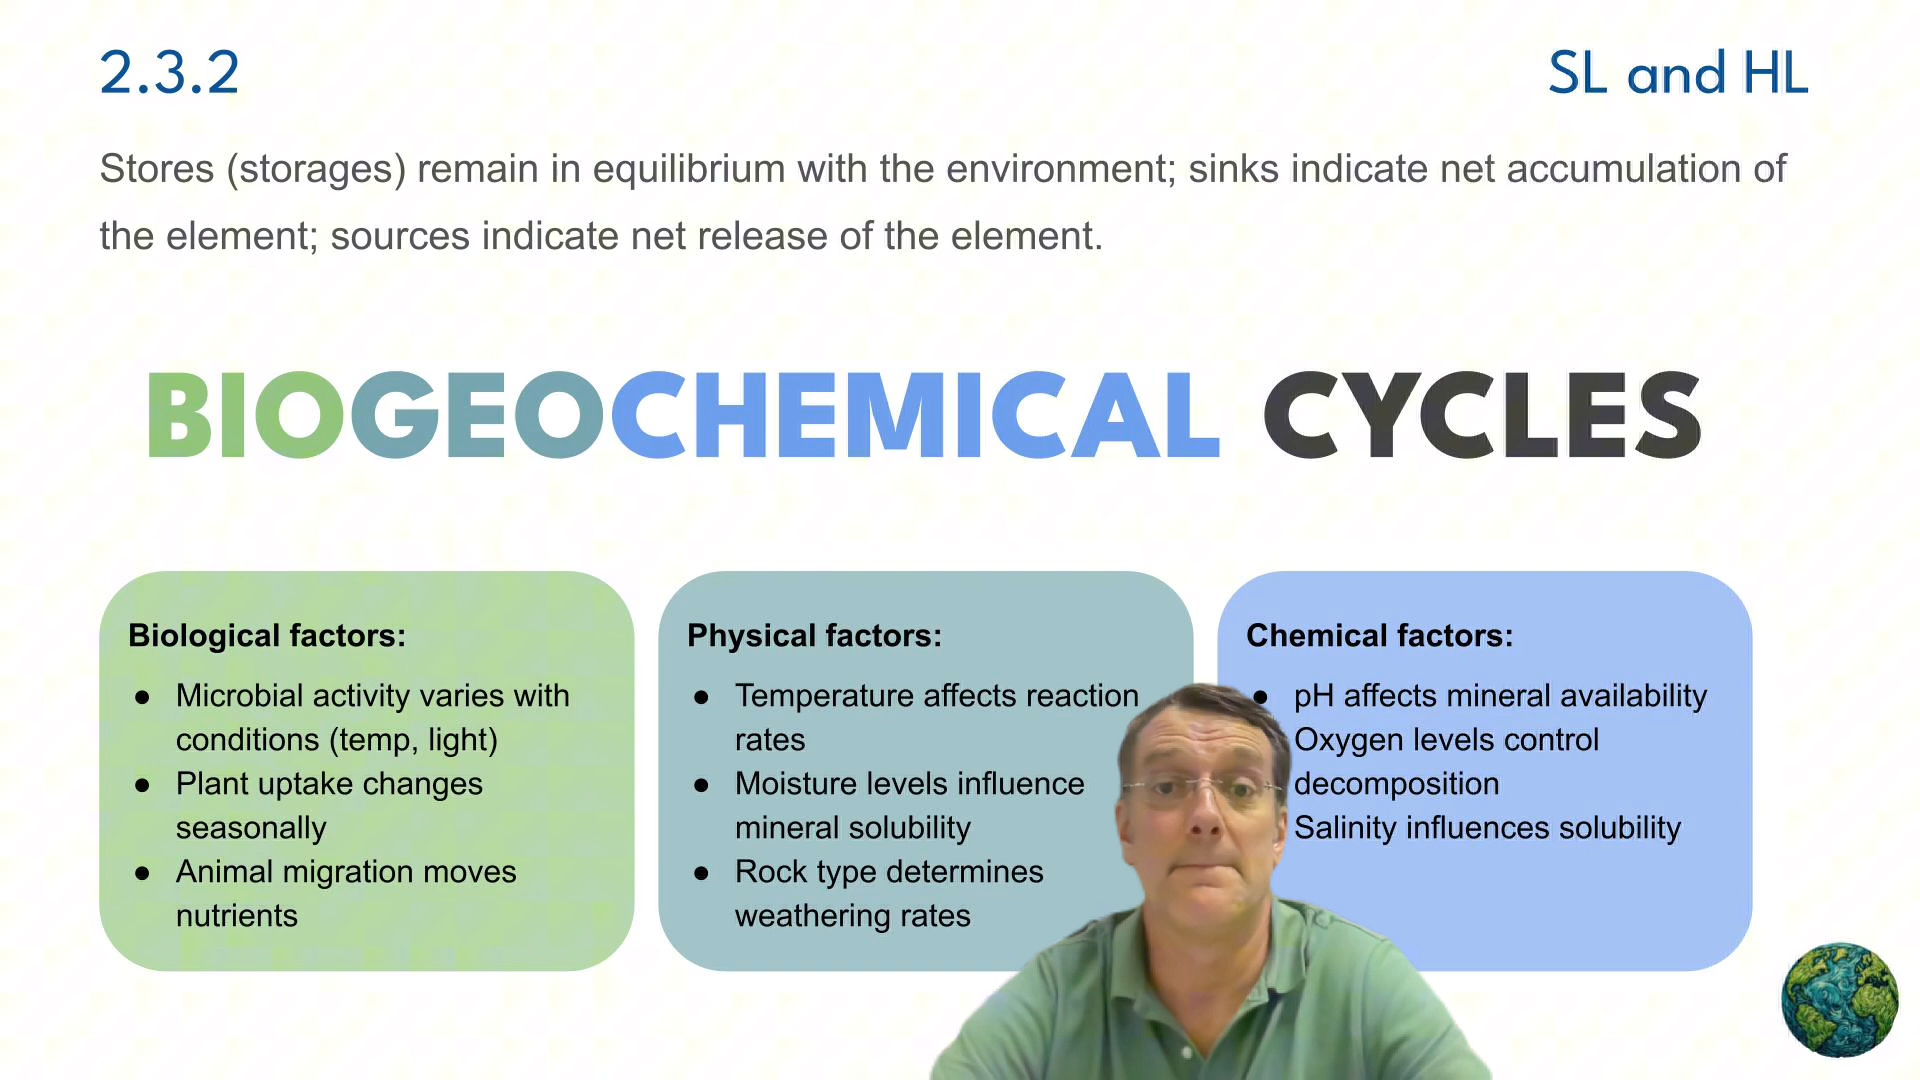 2.3.2
SL and HL
Stores (storages) remain in equilibrium with the environment; sinks indicate net accumulation of
the element; sources indicate net release of the element.
BIOGEOCHEMICAL CYCLES
Biological factors:
● Microbial activity varies with
conditions (temp, light)
● Plant uptake changes
seasonally
● Animal migration moves
nutrients
Physical factors:
● Temperature affects reaction
rates
● Moisture levels influence
mineral solubility
● Rock type determines
weathering rates
Chemical factors:
● pH affects mineral availability
Oxygen levels control
decomposition
Salinity influences solubility